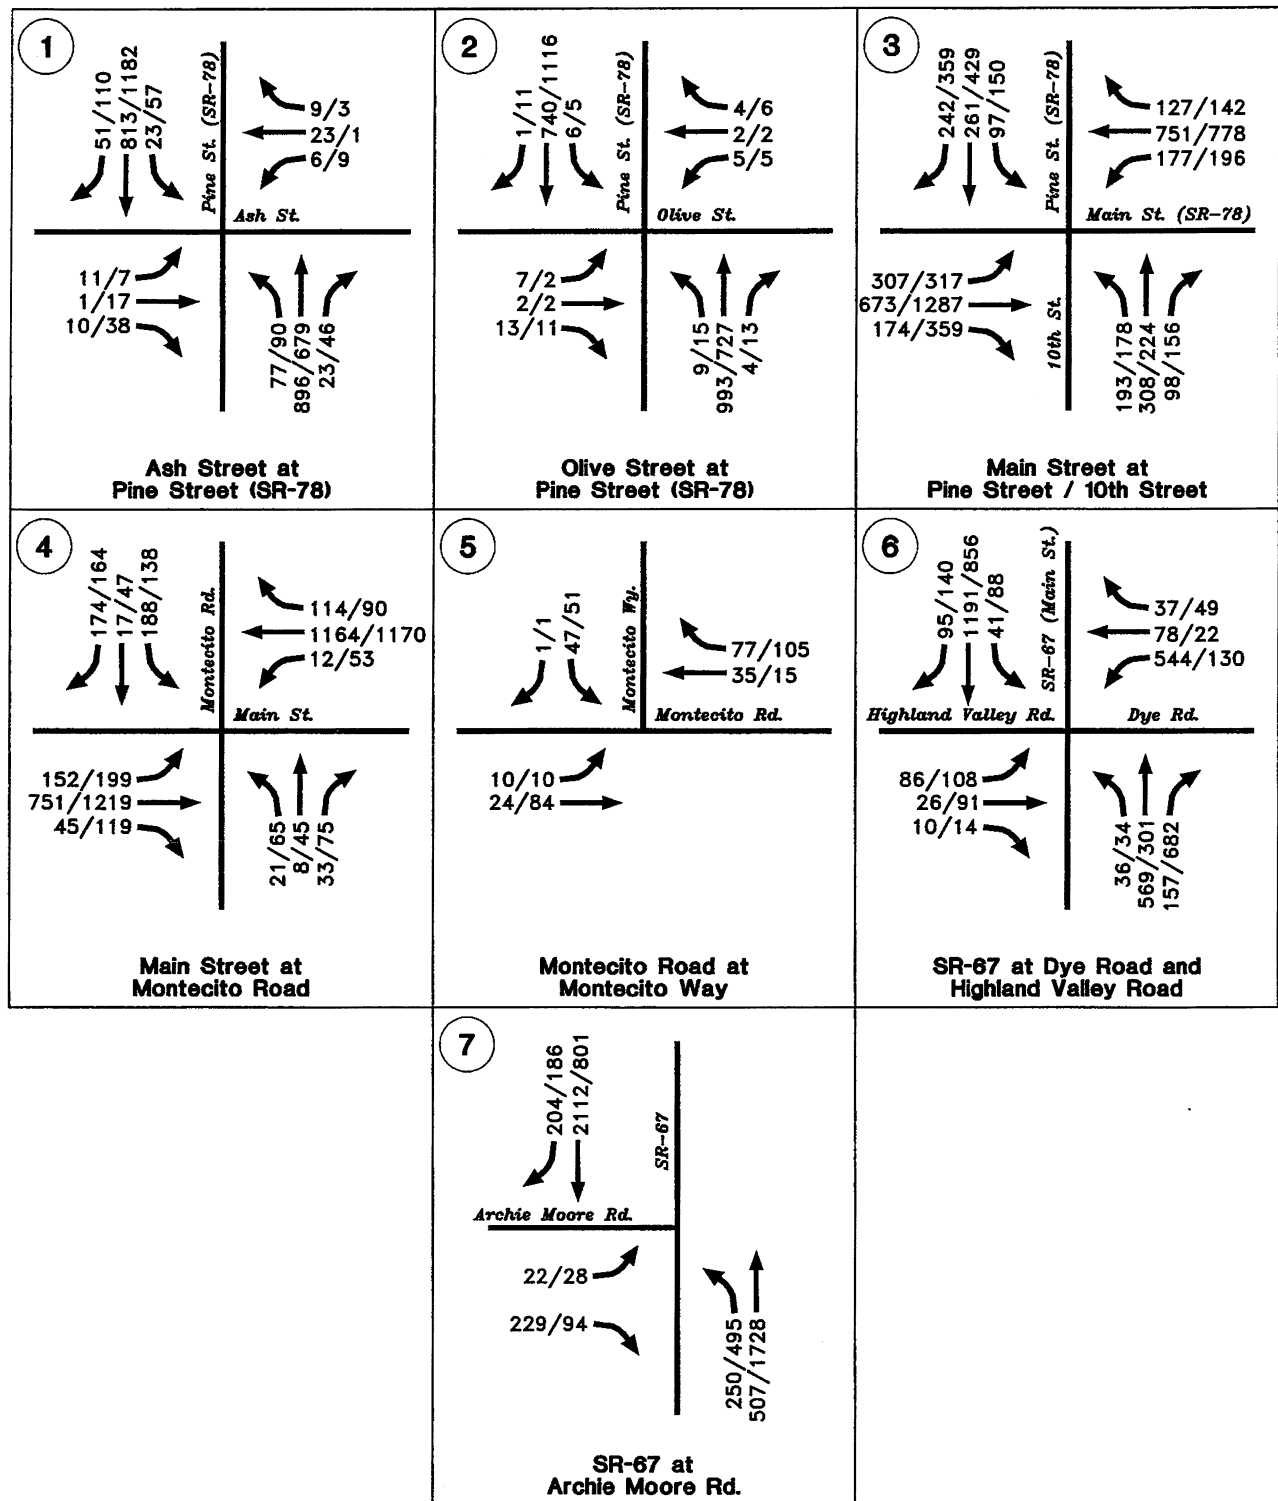 1
51/110
813/1182
23/57
Pine St. (SR-78)
9/3
23/1
6/9
Ash St.
11/7
1/17
10/38
77/90
896/679
23/46
Ash Street at
Pine Street (SR-78)
2
1/11
740/1116
6/5
Pine St. (SR-78)
4/6
2/2
5/5
Olive St.
7/2
2/2
13/11
9/15
993/727
4/13
Olive Street at
Pine Street (SR-78)
3
242/359
261/429
97/150
Pine St. (SR-78)
127/142
751/778
177/196
Main St. (SR-78)
307/317
673/1287
174/359
10th St.
193/178
308/224
98/156
Main Street at
Pine Street / 10th Street
4
174/164
17/47
188/138
Montecito Rd.
114/90
1164/1170
12/53
Main St.
152/199
751/1219
45/119
21/65
8/45
33/75
Main Street at
Montecito Road
5
1/1
47/51
Montecito Wy.
77/105
35/15
Montecito Rd.
10/10
24/84
Montecito Road at
Montecito Way
6
95/140
1191/856
41/88
SR-67 (Main St.)
37/49
78/22
544/130
Highland Valley Rd.
Dye Rd.
86/108
26/91
10/14
36/34
569/301
157/682
SR-67 at Dye Road and
Highland Valley Road
7
204/186
2112/801
SR-67
Archie Moore Rd.
22/28
229/94
250/495
507/1728
SR-67 at
Archie Moore Rd.